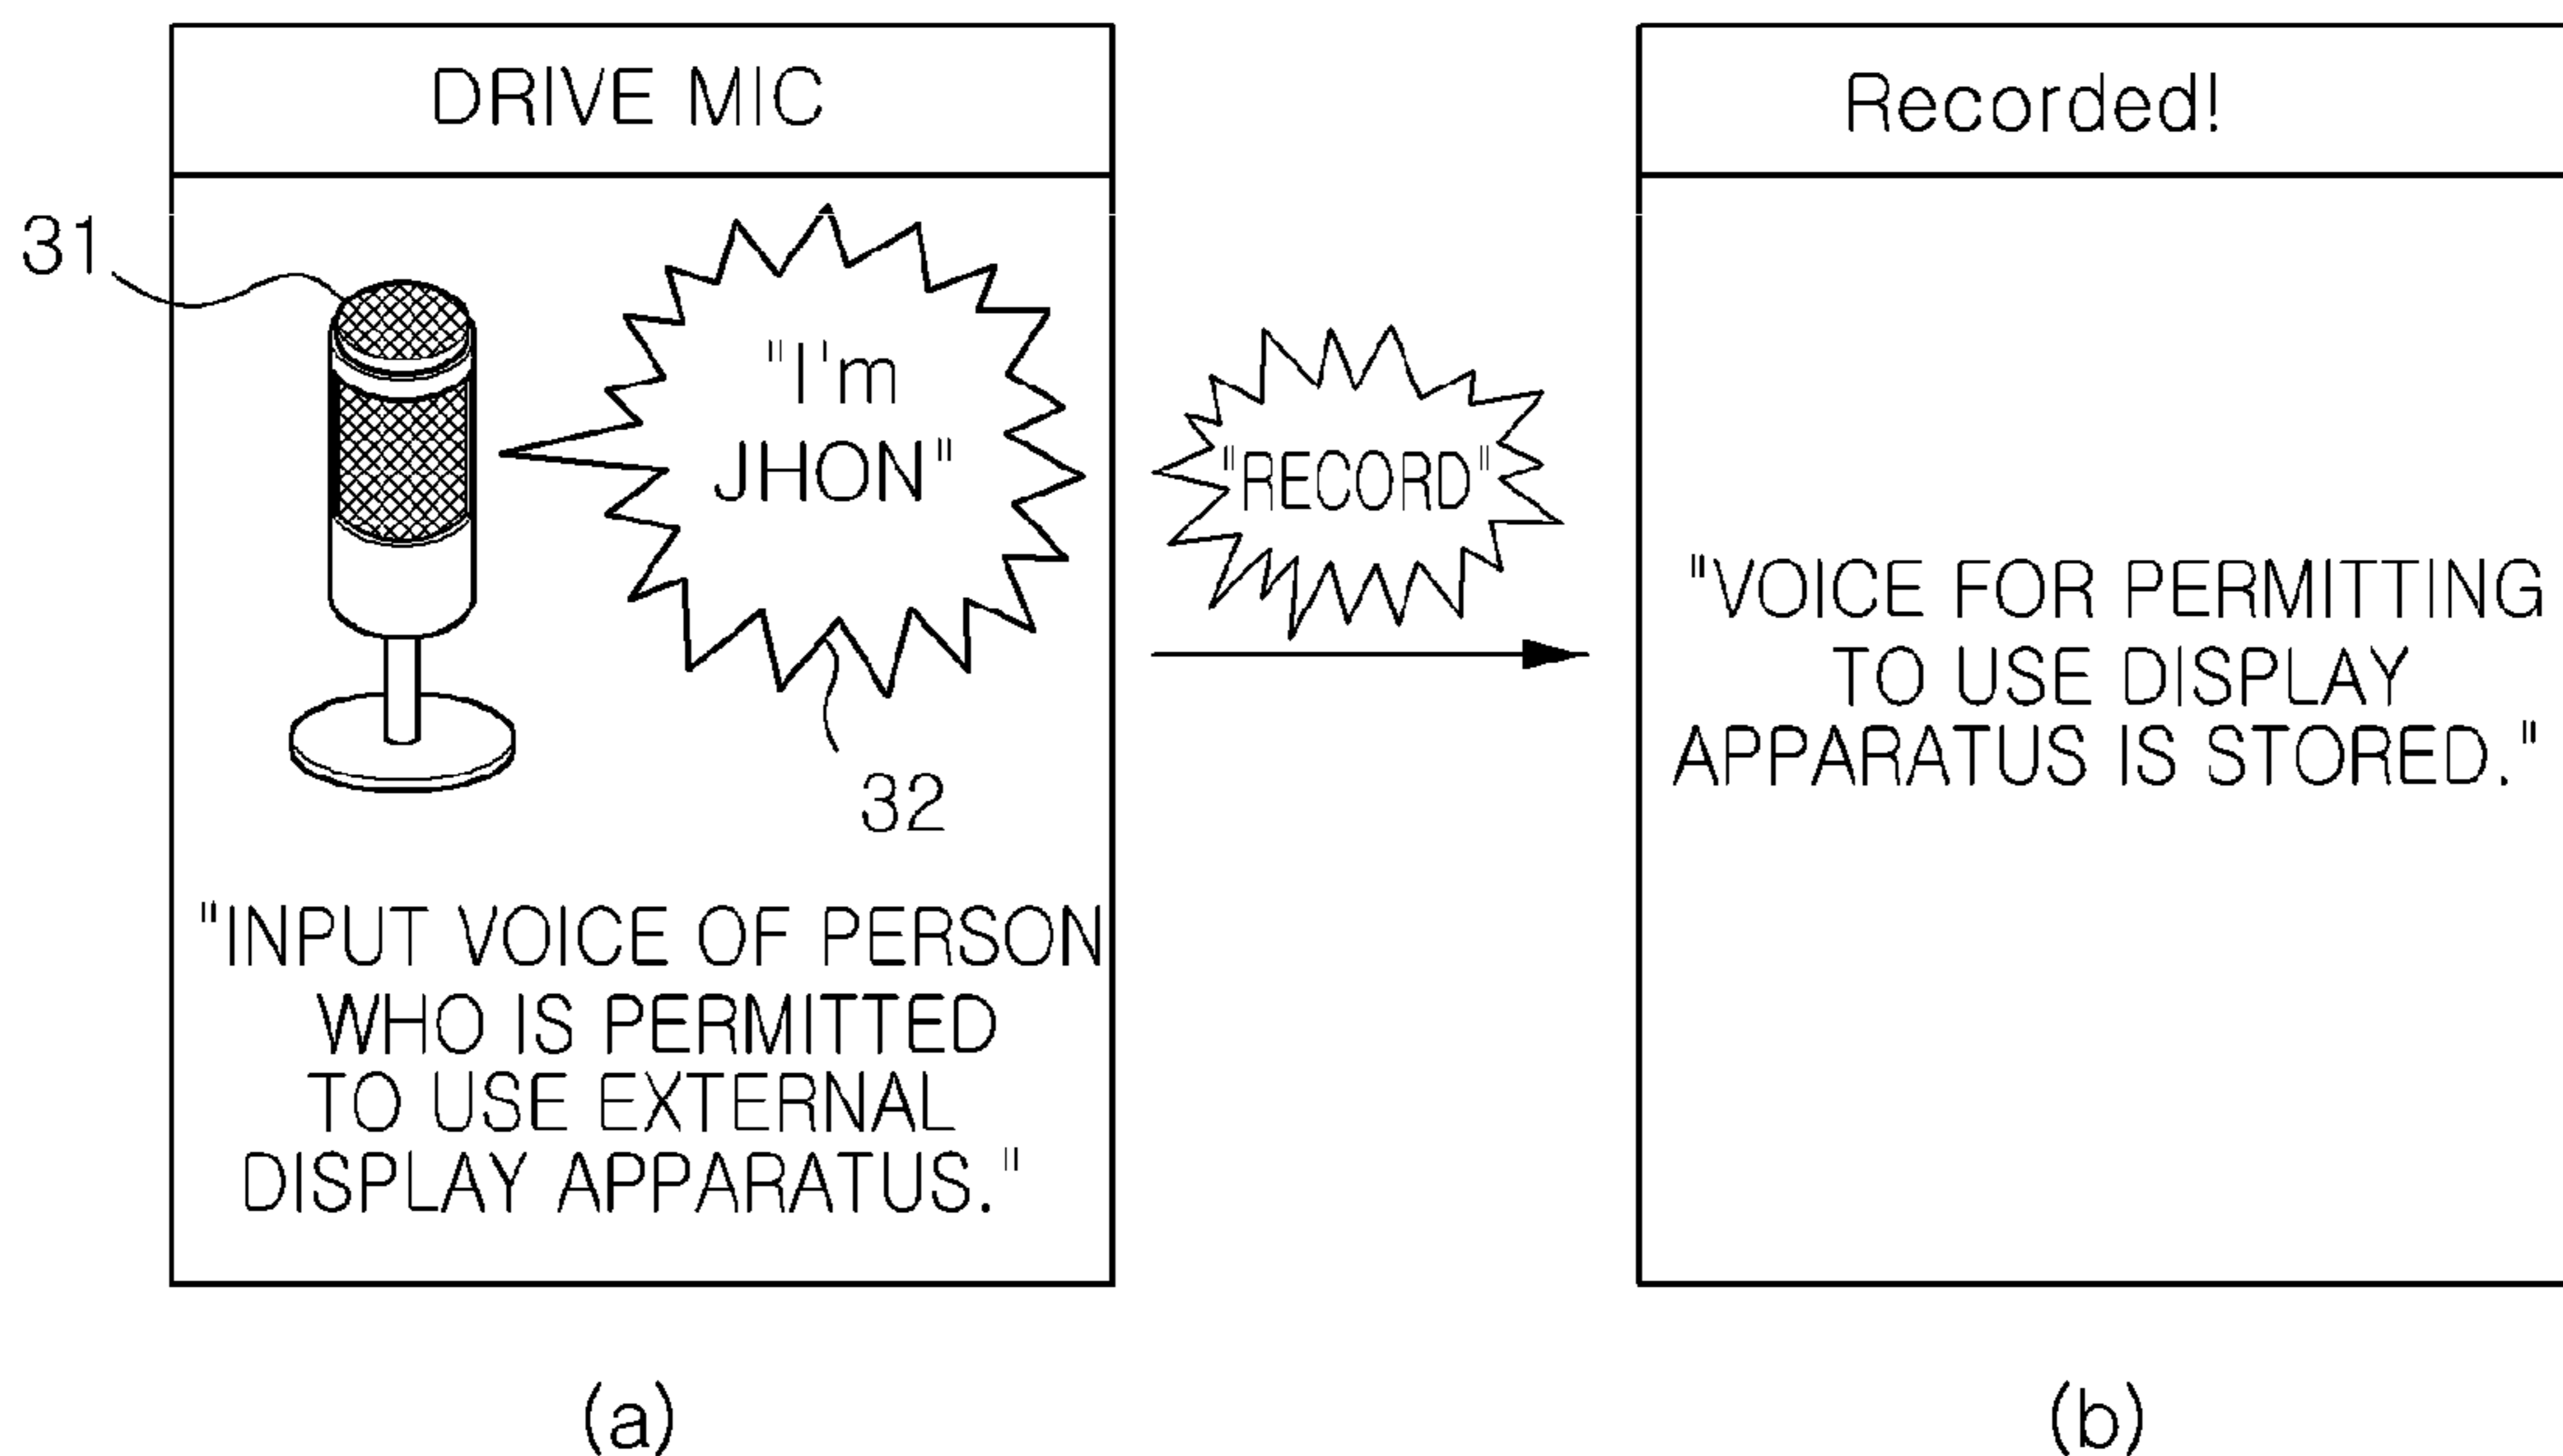 DRIVE MIC
31
"I'm
JHON"
32
"INPUT VOICE OF PERSON
WHO IS PERMITTED
TO USE EXTERNAL
DISPLAY APPARATUS."
(a)
"RECORD"
Recorded!
"VOICE FOR PERMITTING
TO USE DISPLAY
APPARATUS IS STORED."
(b)